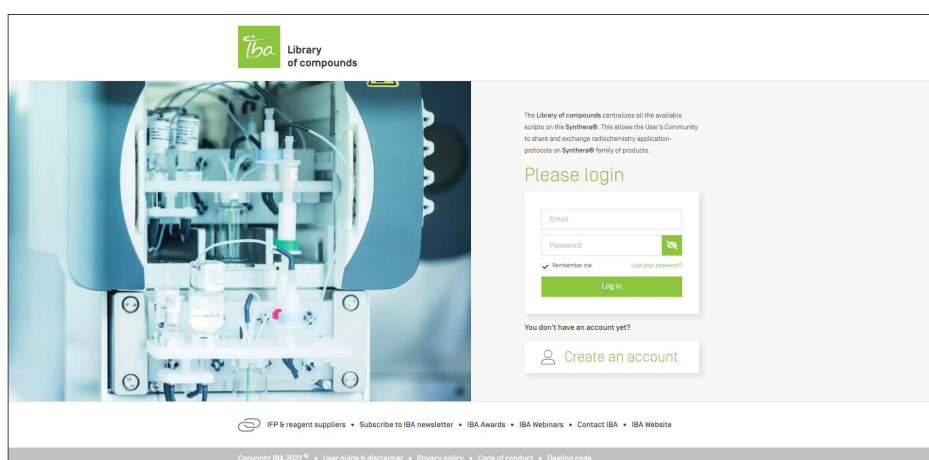 iba
Library
of compounds
The Library of compounds centralizes all the available
scripts on the Synthera®. This allows the User's Community
to share and exchange radiochemistry application-
protocols on Synthera® family of products.
Please login
Email
Password
Remember me
Lost your password?
Log in
You don't have an account yet?
Create an account
IFP & reagent suppliers • Subscribe to IBA newsletter • IBA Awards • IBA Webinars • Contact IBA • IBA Website
Copyright IBA 2022 © • User guide & disclaimer • Privacy policy • Code of conduct • Dealing code